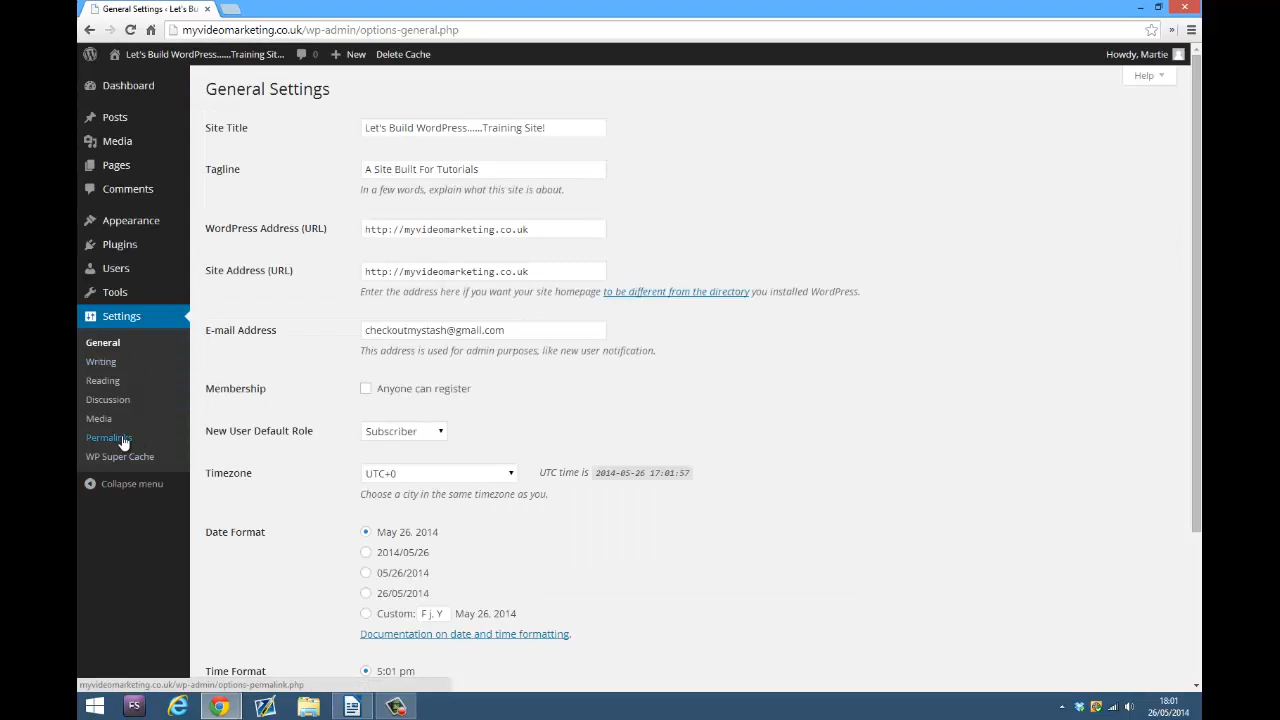 General Settings ‹ Let's Bu
myvideomarketing.co.uk/wp-admin/options-general.php
Let's Build WordPress......Training Sit... 0 New Delete Cache Howdy, Martie
Help
Dashboard
Posts
Media
Pages
Comments
Appearance
Plugins
Users
Tools
Settings
General
Writing
Reading
Discussion
Media
Permalinks
WP Super Cache
Collapse menu
General Settings
Site Title Let's Build WordPress......Training Site!
Tagline A Site Built For Tutorials
In a few words, explain what this site is about.
WordPress Address (URL) http://myvideomarketing.co.uk
Site Address (URL) http://myvideomarketing.co.uk
Enter the address here if you want your site homepage to be different from the directory you installed WordPress.
E-mail Address checkoutmystash@gmail.com
This address is used for admin purposes, like new user notification.
Membership Anyone can register
New User Default Role Subscriber
Timezone UTC+0 UTC time is 2014-05-26 17:01:57
Choose a city in the same timezone as you.
Date Format May 26, 2014
2014/05/26
05/26/2014
26/05/2014
Custom: F j, Y May 26, 2014
Documentation on date and time formatting.
Time Format 5:01 pm
myvideomarketing.co.uk/wp-admin/options-permalink.php
FS
18:01
26/05/2014